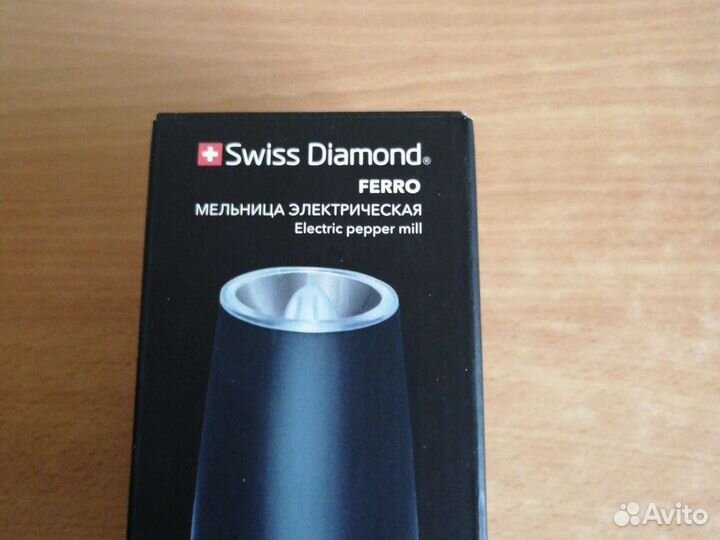 Swiss Diamond®
FERRO
МЕЛЬНИЦА ЭЛЕКТРИЧЕСКАЯ
Electric pepper mill
Avito